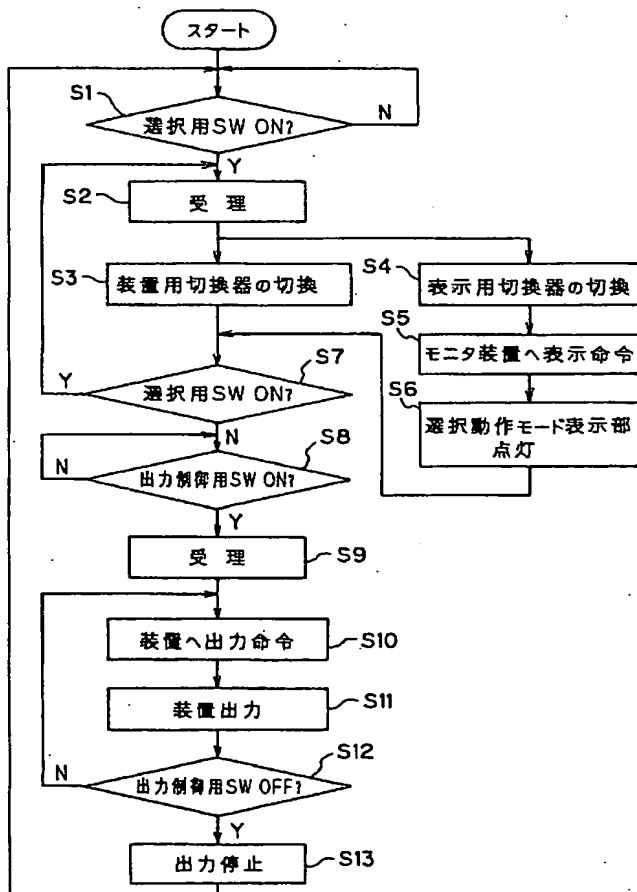 スタート
S1
選択用SW ON?
N
Y
S2
受理
S3
装置用切換器の切換
S4
表示用切換器の切換
S5
モニタ装置へ表示命令
S6
選択動作モード表示部
点灯
S7
選択用SW ON?
Y
N
S8
出力制御用SW ON?
N
Y
受理
S9
装置へ出力命令
S10
装置出力
S11
S12
出力制御用SW OFF?
N
Y
出力停止
S13